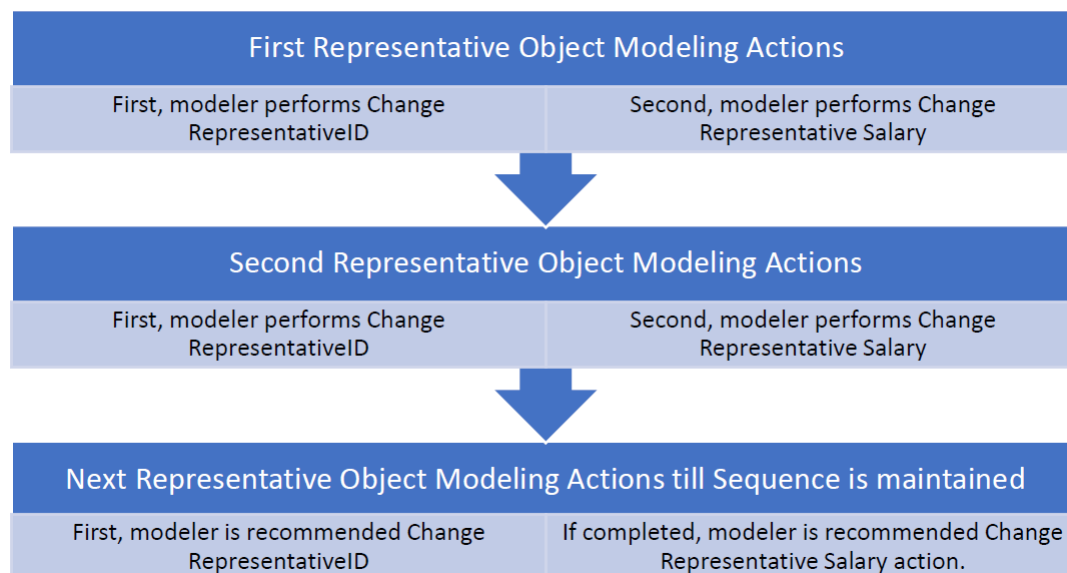 First Representative Object Modeling Actions
First, modeler performs Change
RepresentativeID
Second, modeler performs Change
Representative Salary
Second Representative Object Modeling Actions
First, modeler performs Change
RepresentativeID
Second, modeler performs Change
Representative Salary
Next Representative Object Modeling Actions till Sequence is maintained
First, modeler is recommended Change
RepresentativeID
If completed, modeler is recommended Change
Representative Salary action.